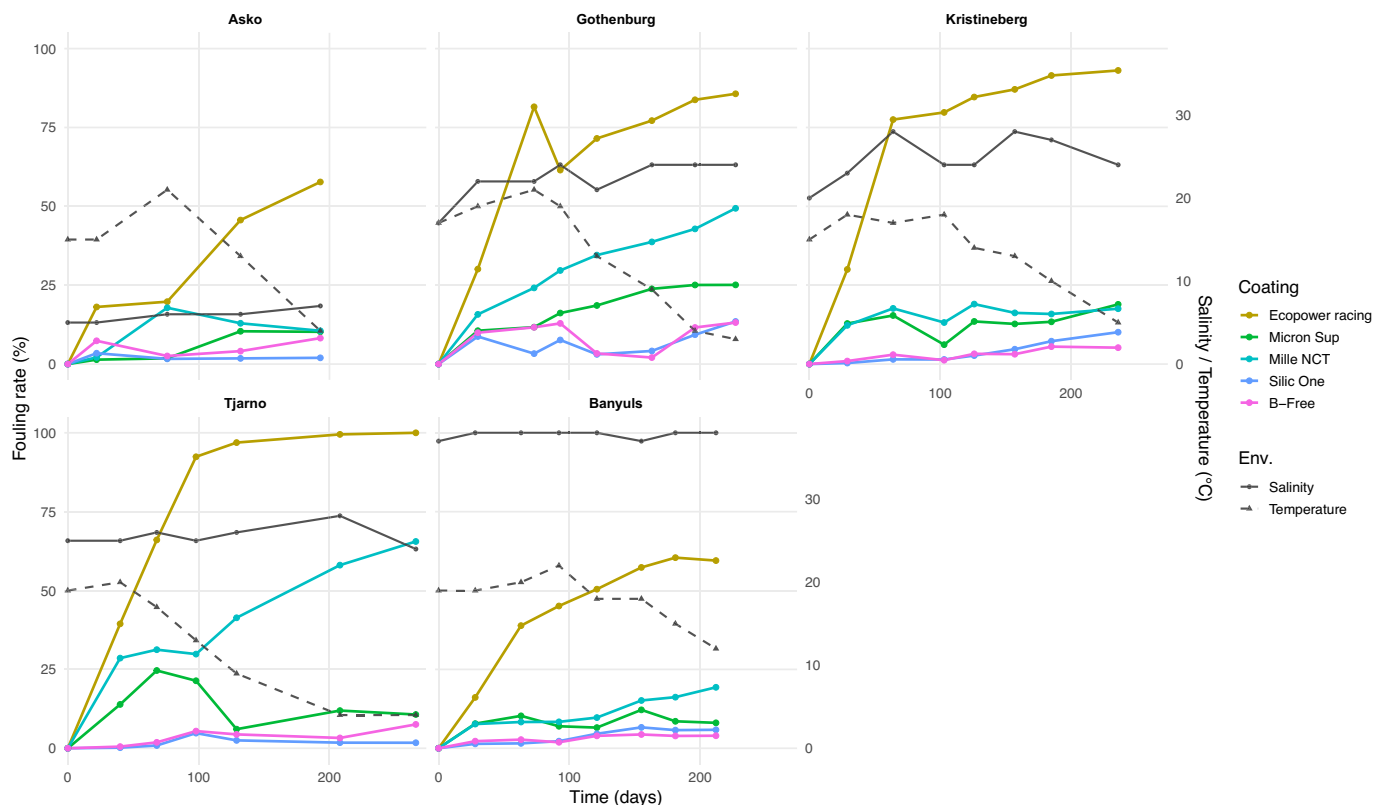 Asko
Gothenburg
Kristineberg
100
75
50
25
0
0
100
200
30
20
10
0
Tjarno
Banyuls
100
75
50
25
0
0
100
200
0
100
200
30
20
10
0
Fouling rate (%)
Time (days)
Salinity / Temperature (°C)
Coating
Ecopower racing
Micron Sup
Mille NCT
Silic One
B−Free
Env.
Salinity
Temperature